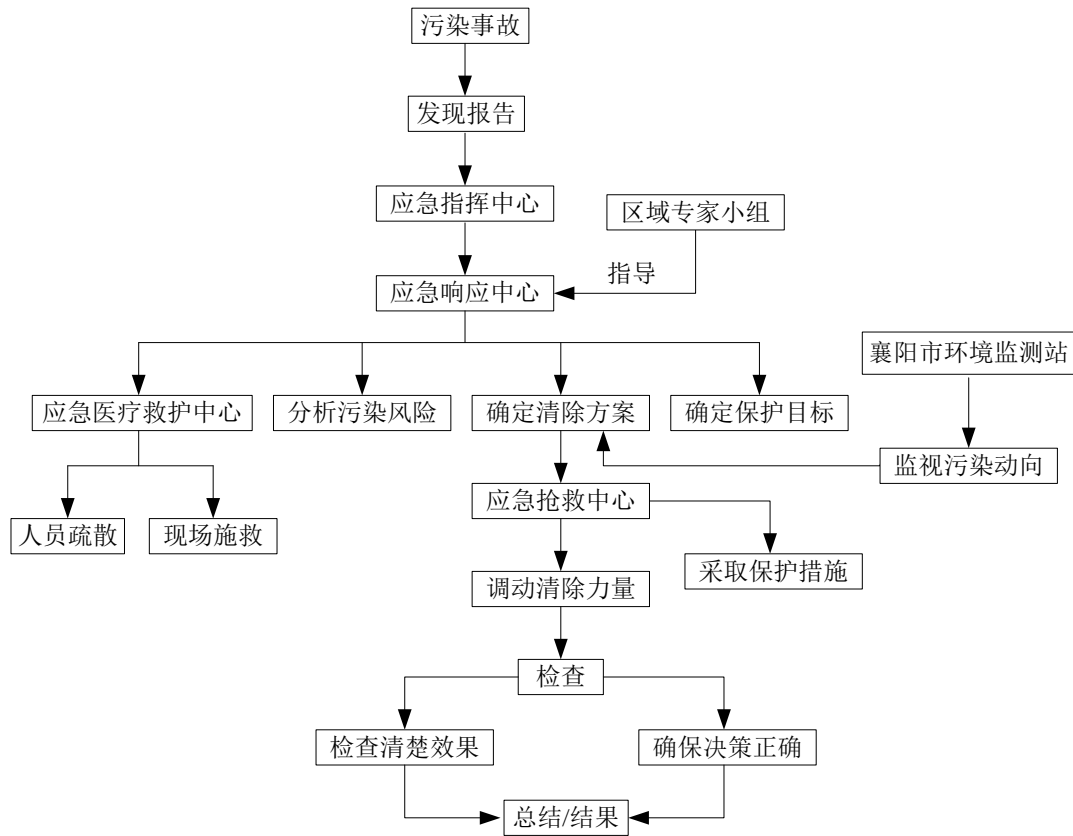 污染事故
发现报告
应急指挥中心
区域专家小组
指导
应急响应中心
襄阳市环境监测站
应急医疗救护中心
分析污染风险
确定清除方案
确定保护目标
监视污染动向
应急抢救中心
人员疏散
现场施救
采取保护措施
调动清除力量
检查
检查清楚效果
确保决策正确
总结/结果